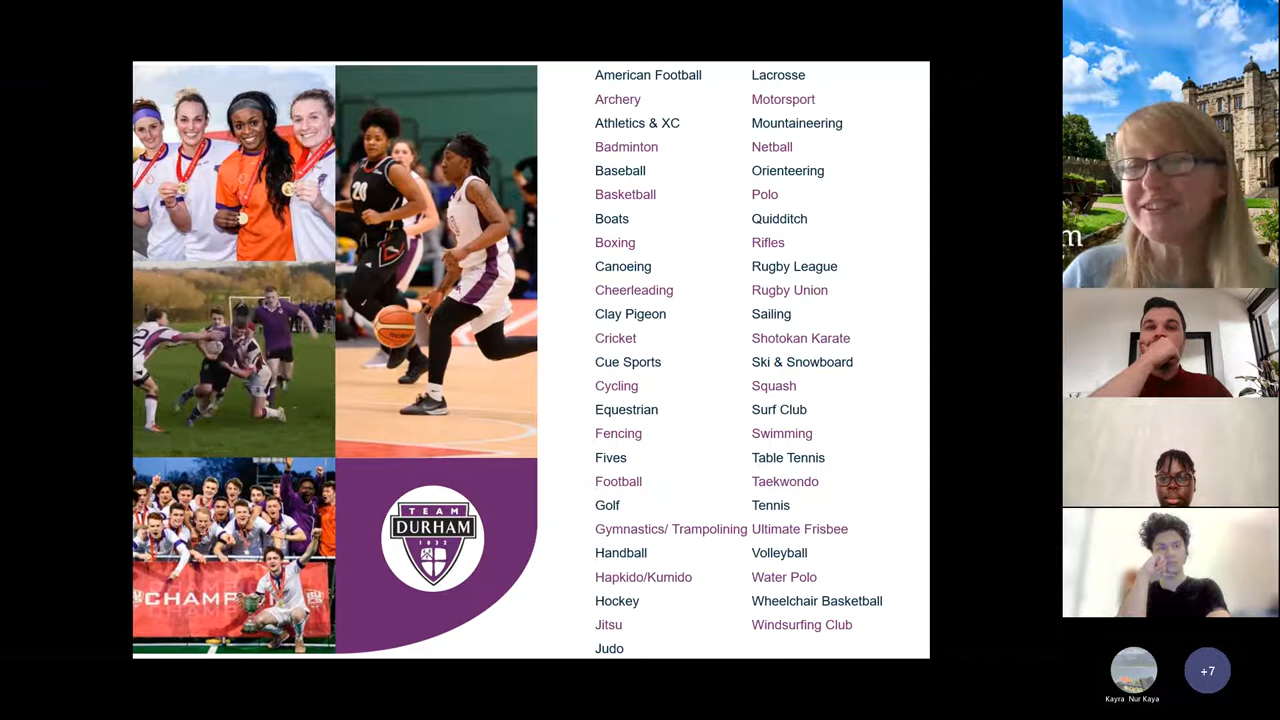 American Football
Archery
Athletics & XC
Badminton
Baseball
Basketball
Boats
Boxing
Canoeing
Cheerleading
Clay Pigeon
Cricket
Cue Sports
Cycling
Equestrian
Fencing
Fives
Football
Golf
Gymnastics/ Trampolining
Handball
Hapkido/Kumido
Hockey
Jitsu
Judo
Lacrosse
Motorsport
Mountaineering
Netball
Orienteering
Polo
Quidditch
Rifles
Rugby League
Rugby Union
Sailing
Shotokan Karate
Ski & Snowboard
Squash
Surf Club
Swimming
Table Tennis
Taekwondo
Tennis
Ultimate Frisbee
Volleyball
Water Polo
Wheelchair Basketball
Windsurfing Club
20
TEAM
DURHAM
1832
CHAMP
m
Kayra Nur Kaya
+7